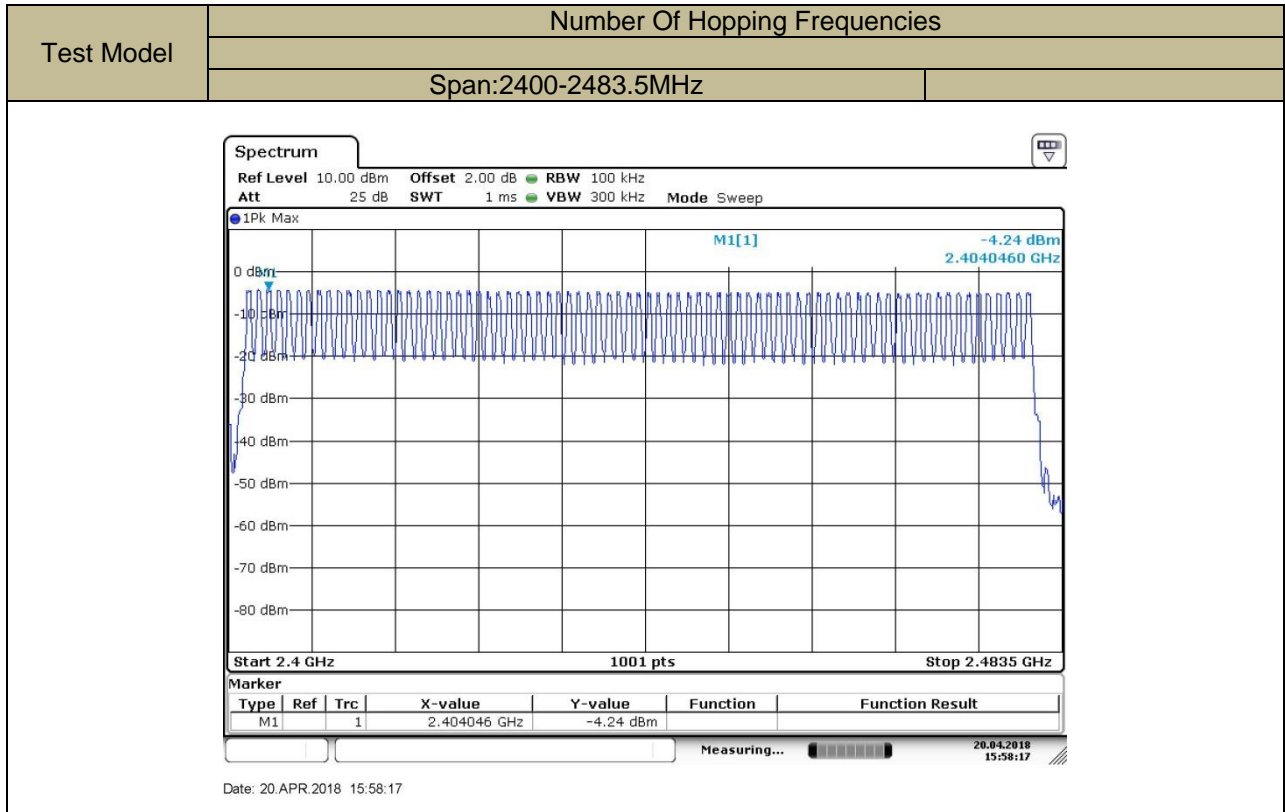 Test Model
Number Of Hopping Frequencies
Span:2400-2483.5MHz
Spectrum
Ref Level 10.00 dBm Offset 2.00 dB RBW 100 kHz
Att 25 dB SWT 1 ms VBW 300 kHz Mode Sweep
1Pk Max
M1[1] -4.24 dBm
2.4040460 GHz
0 dBm
M1
-10 dBm
-20 dBm
-30 dBm
-40 dBm
-50 dBm
-60 dBm
-70 dBm
-80 dBm
Start 2.4 GHz 1001 pts Stop 2.4835 GHz
Marker
Type Ref Trc X-value Y-value Function Function Result
M1 1 2.404046 GHz -4.24 dBm
Measuring... 20.04.2018
15:58:17
Date: 20.APR.2018 15:58:17